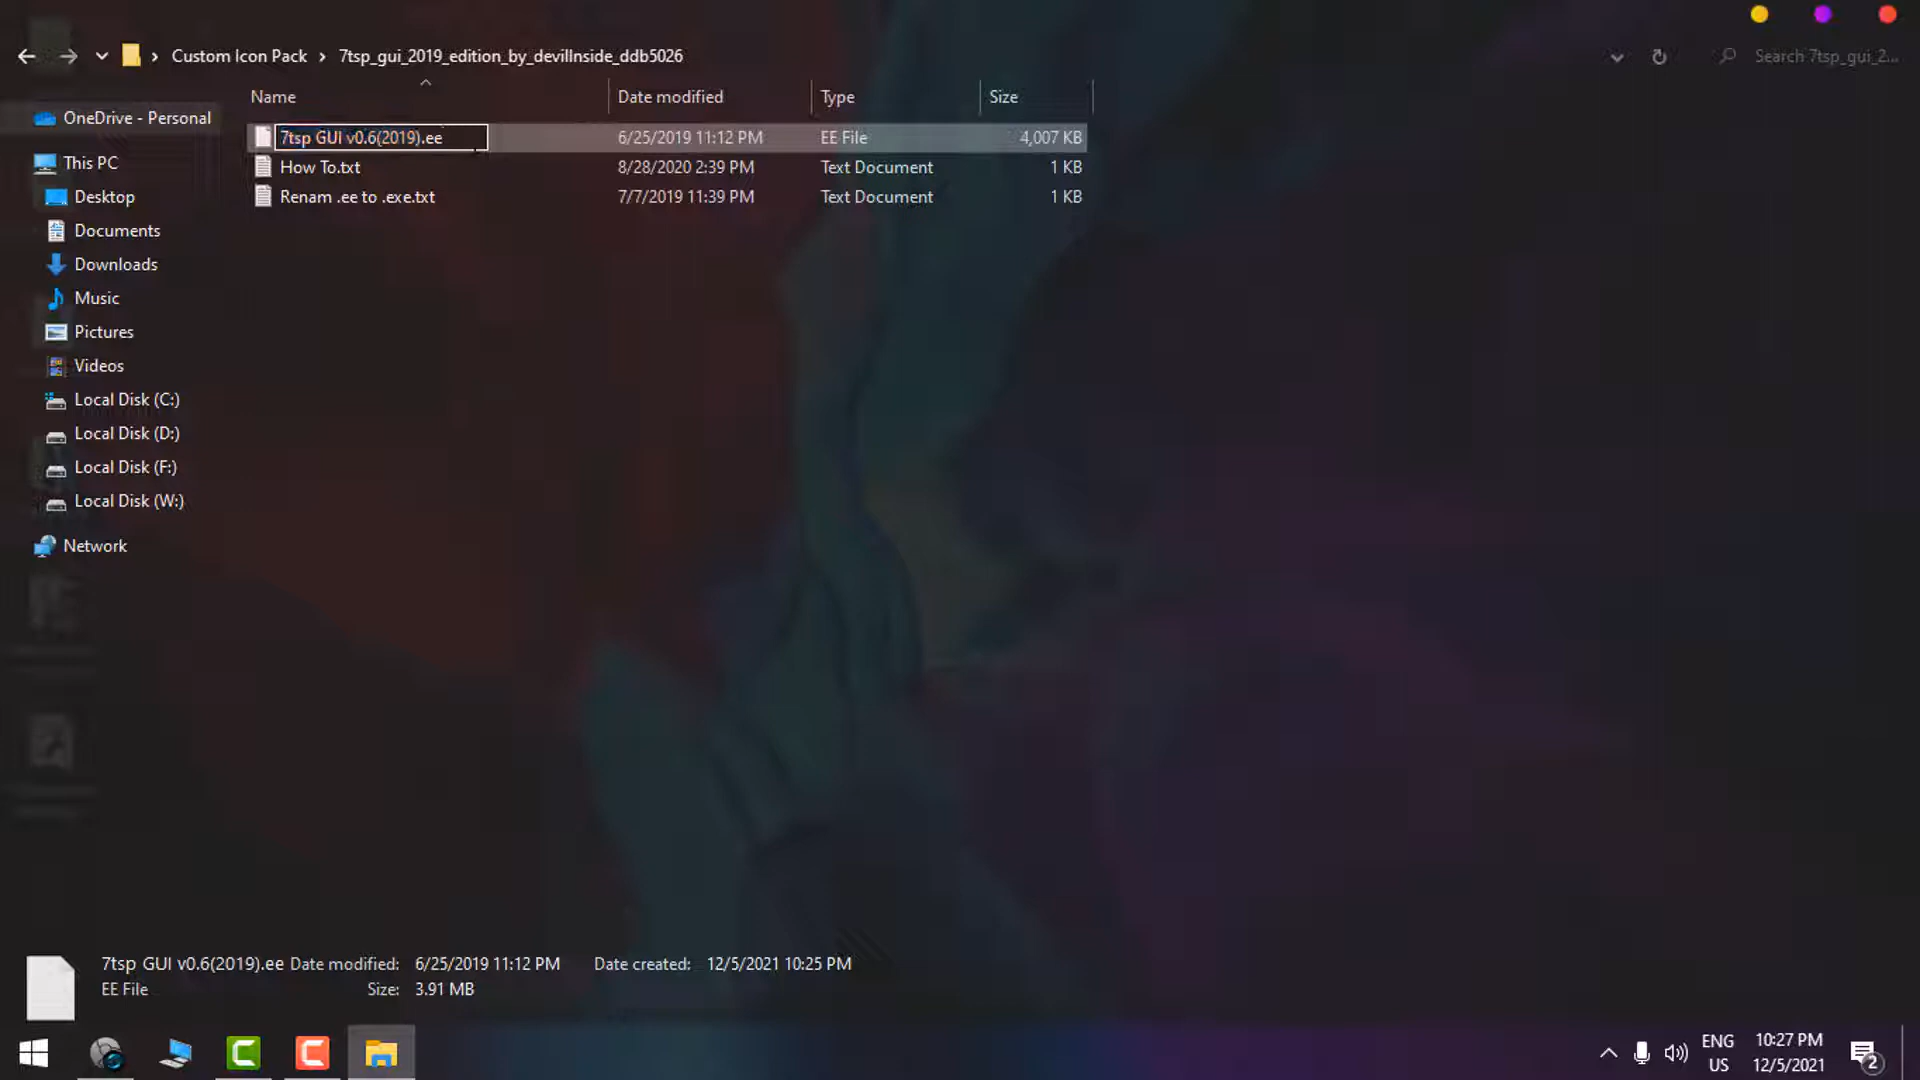 Custom Icon Pack › 7tsp_gui_2019_edition_by_devillnside_ddb5026
Search 7tsp_gui_2...
Name Date modified Type Size
7tsp GUI v0.6(2019).ee 6/25/2019 11:12 PM EE File 4,007 KB
How To.txt 8/28/2020 2:39 PM Text Document 1 KB
Renam .ee to .exe.txt 7/7/2019 11:39 PM Text Document 1 KB
OneDrive - Personal
This PC
Desktop
Documents
Downloads
Music
Pictures
Videos
Local Disk (C:)
Local Disk (D:)
Local Disk (F:)
Local Disk (W:)
Network
7tsp GUI v0.6(2019).ee Date modified: 6/25/2019 11:12 PM Date created: 12/5/2021 10:25 PM
EE File Size: 3.91 MB
ENG 10:27 PM
US 12/5/2021 2